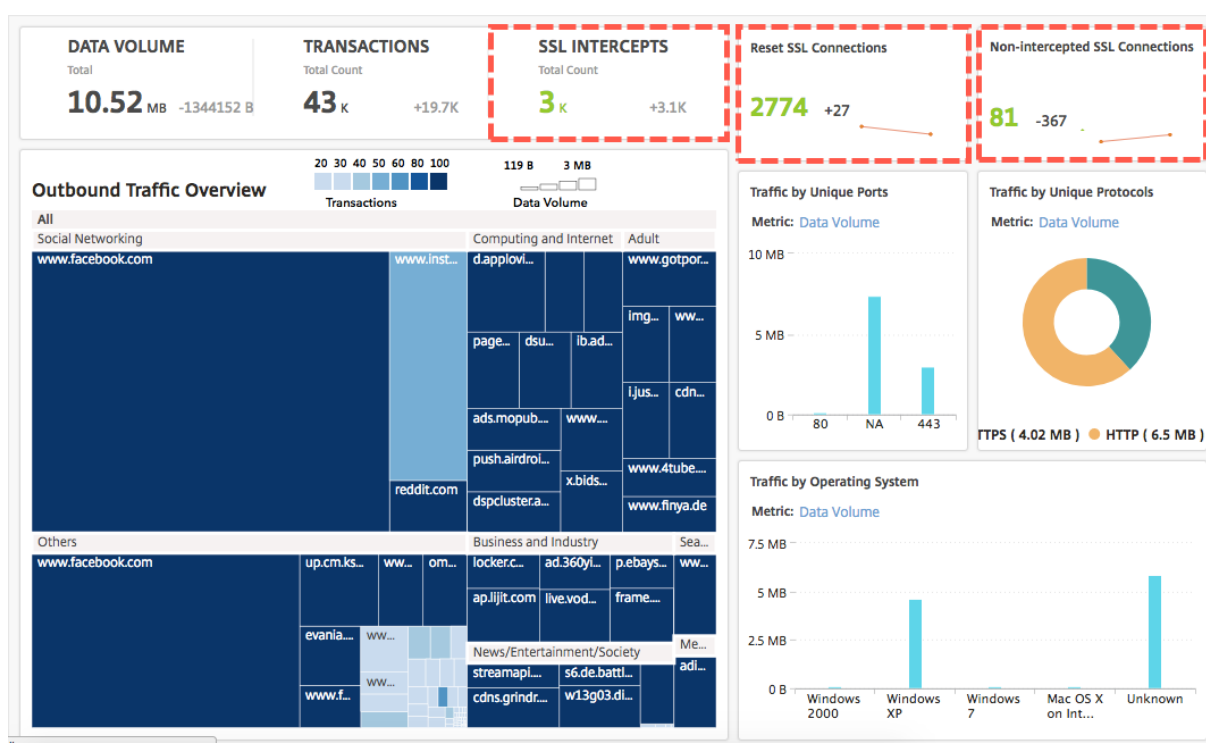 DATA VOLUME
Total
10.52 MB -1344152 B
TRANSACTIONS
Total Count
43 K +19.7K
SSL INTERCEPTS
Total Count
3 K +3.1K
Reset SSL Connections
2774 +27
Non-intercepted SSL Connections
81 -367
Outbound Traffic Overview
20 30 40 50 60 80 100
Transactions
119 B 3 MB
Data Volume
All
Social Networking
www.facebook.com
www.inst...
reddit.com
Computing and Internet
d.applovi...
page... dsu... ib.ad...
ads.mopub... www....
push.airdroi...
x.bids...
dspcluster.a...
Adult
www.gotpor...
img... ww...
i.jus... cdn...
www.4tube....
www.finya.de
Others
www.facebook.com
up.cm.ks... ww... om...
evania.... ww...
ww...
www.f...
Business and Industry
locker.c... ad.360yi... p.ebays...
ap.lijit.com live.vod... frame....
Sea...
ww...
News/Entertainment/Society
streamapi.... s6.de.battl...
cdns.grindr.... w13g03.di...
Me...
adi...
Traffic by Unique Ports
Metric: Data Volume
10 MB
5 MB
0 B
80 NA 443
Traffic by Unique Protocols
Metric: Data Volume
TTPS ( 4.02 MB ) HTTP ( 6.5 MB )
Traffic by Operating System
Metric: Data Volume
7.5 MB
5 MB
2.5 MB
0 B
Windows 2000
Windows XP
Windows 7
Mac OS X on Int...
Unknown